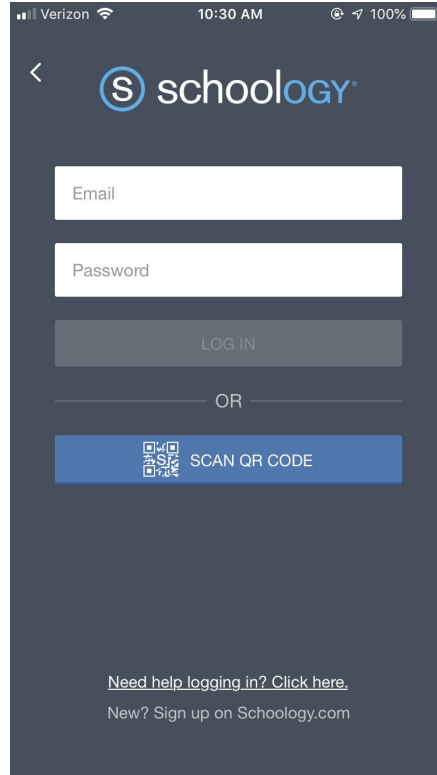 Verizon 10:30 AM 100%
S schoology
Email
Password
LOG IN
OR
S SCAN QR CODE
Need help logging in? Click here.
New? Sign up on Schoology.com